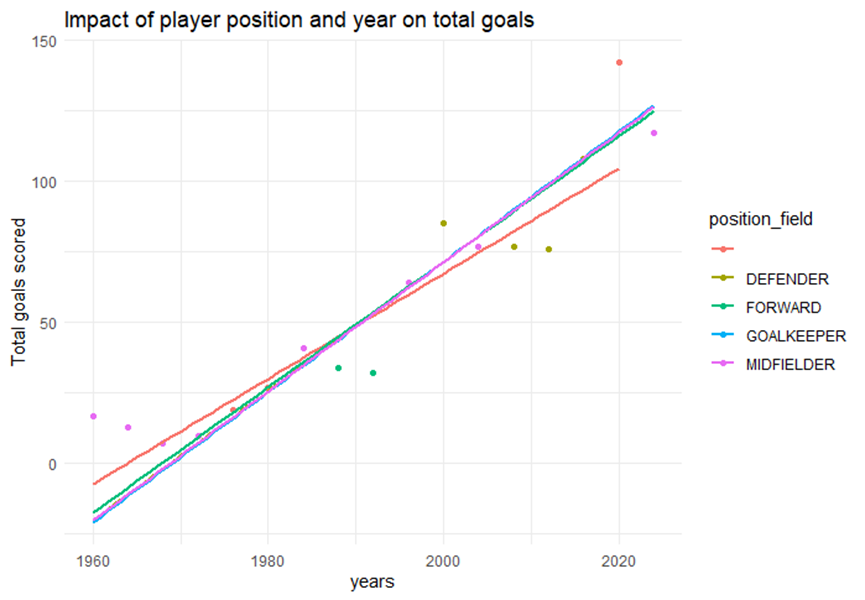 Impact of player position and year on total goals
150
100
50
0
Total goals scored
1960
1980
2000
2020
years
position_field
DEFENDER
FORWARD
GOALKEEPER
MIDFIELDER